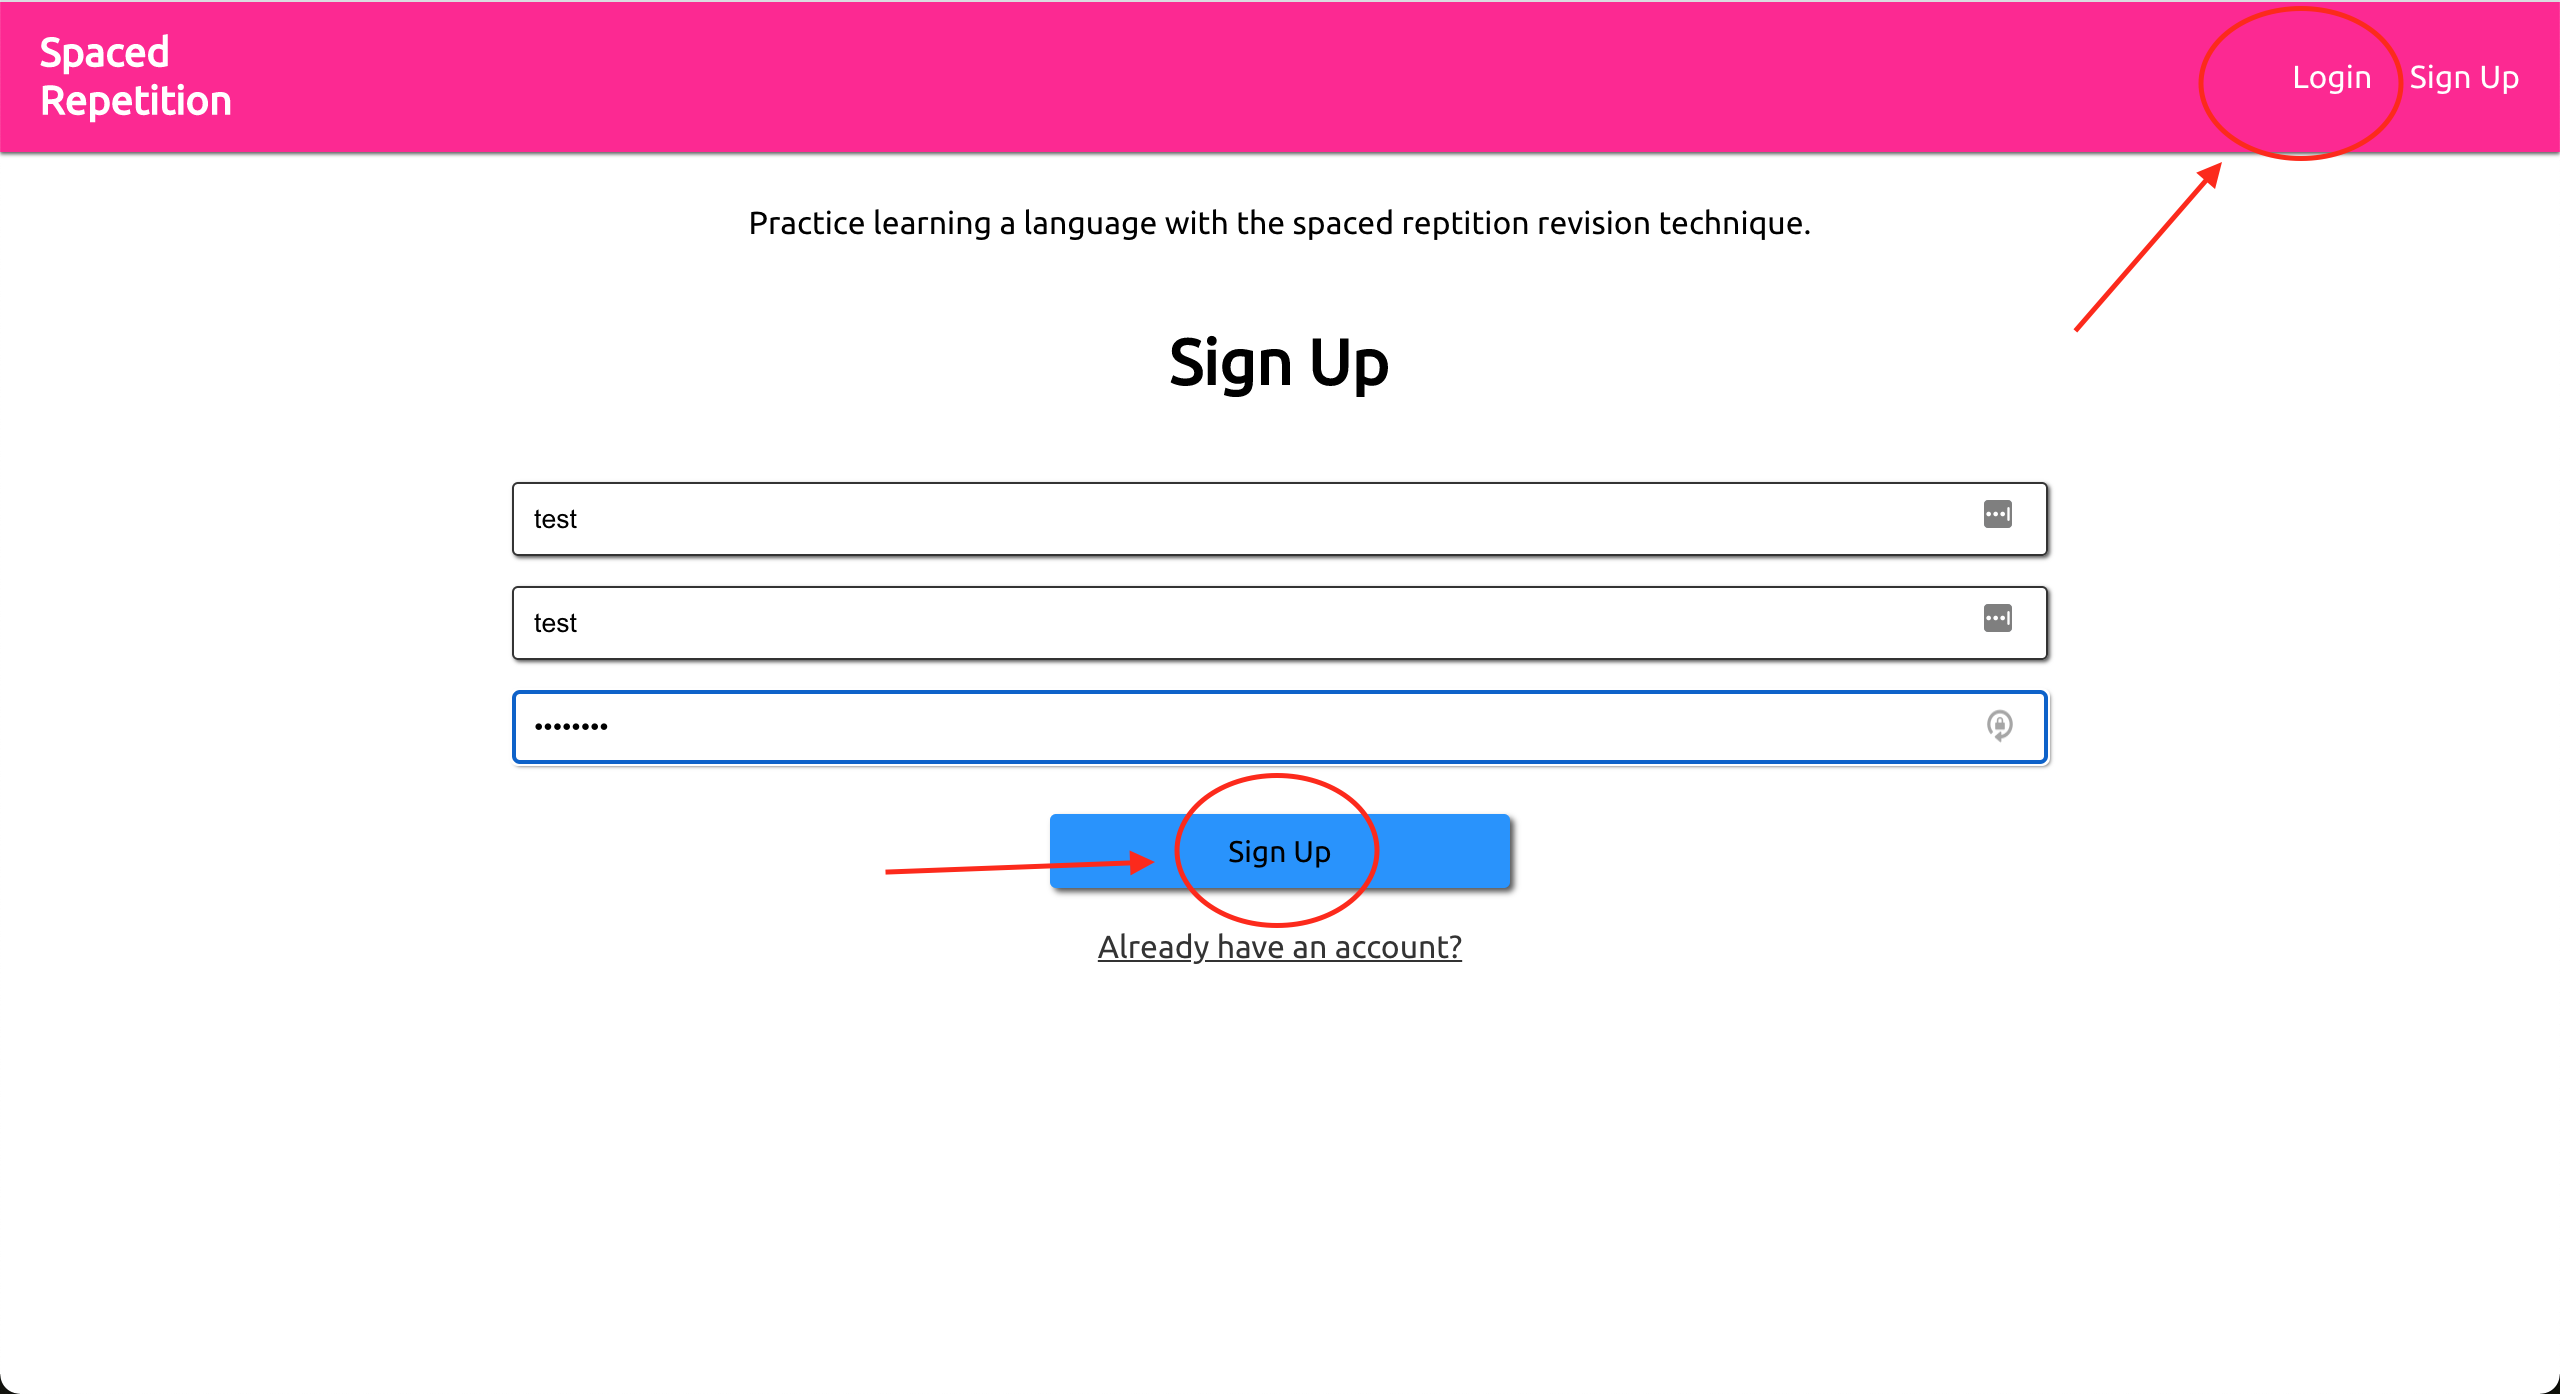 Spaced
Repetition
Login Sign Up
Practice learning a language with the spaced reptition revision technique.
Sign Up
test
test
••••••••
Sign Up
Already have an account?